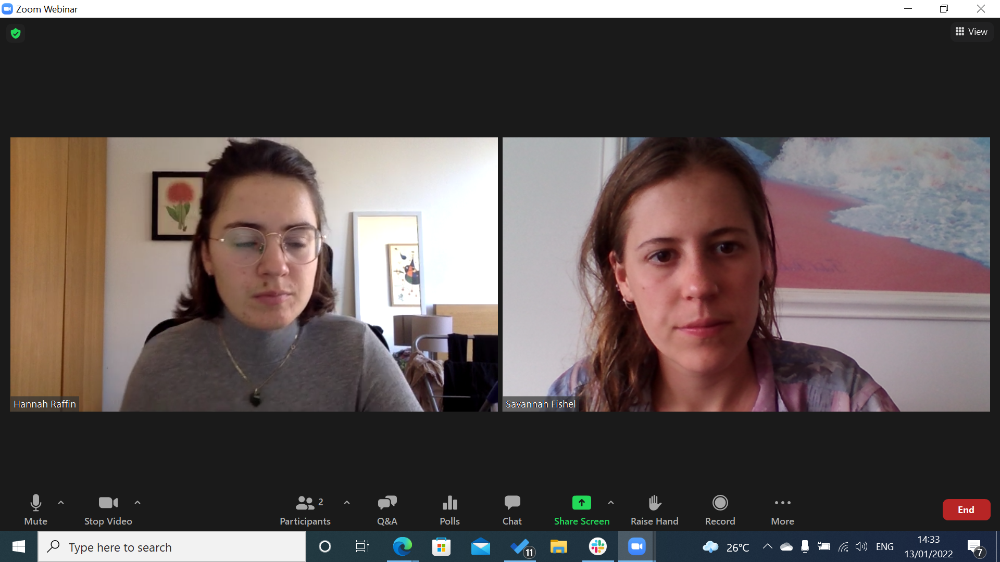 Zoom Webinar
View
Hannah Raffin
Savannah Fishel
Mute
Stop Video
2
Participants
Q&A
Polls
Chat
Share Screen
Raise Hand
Record
More
End
Type here to search
11
26°C
ENG
14:33
13/01/2022
7